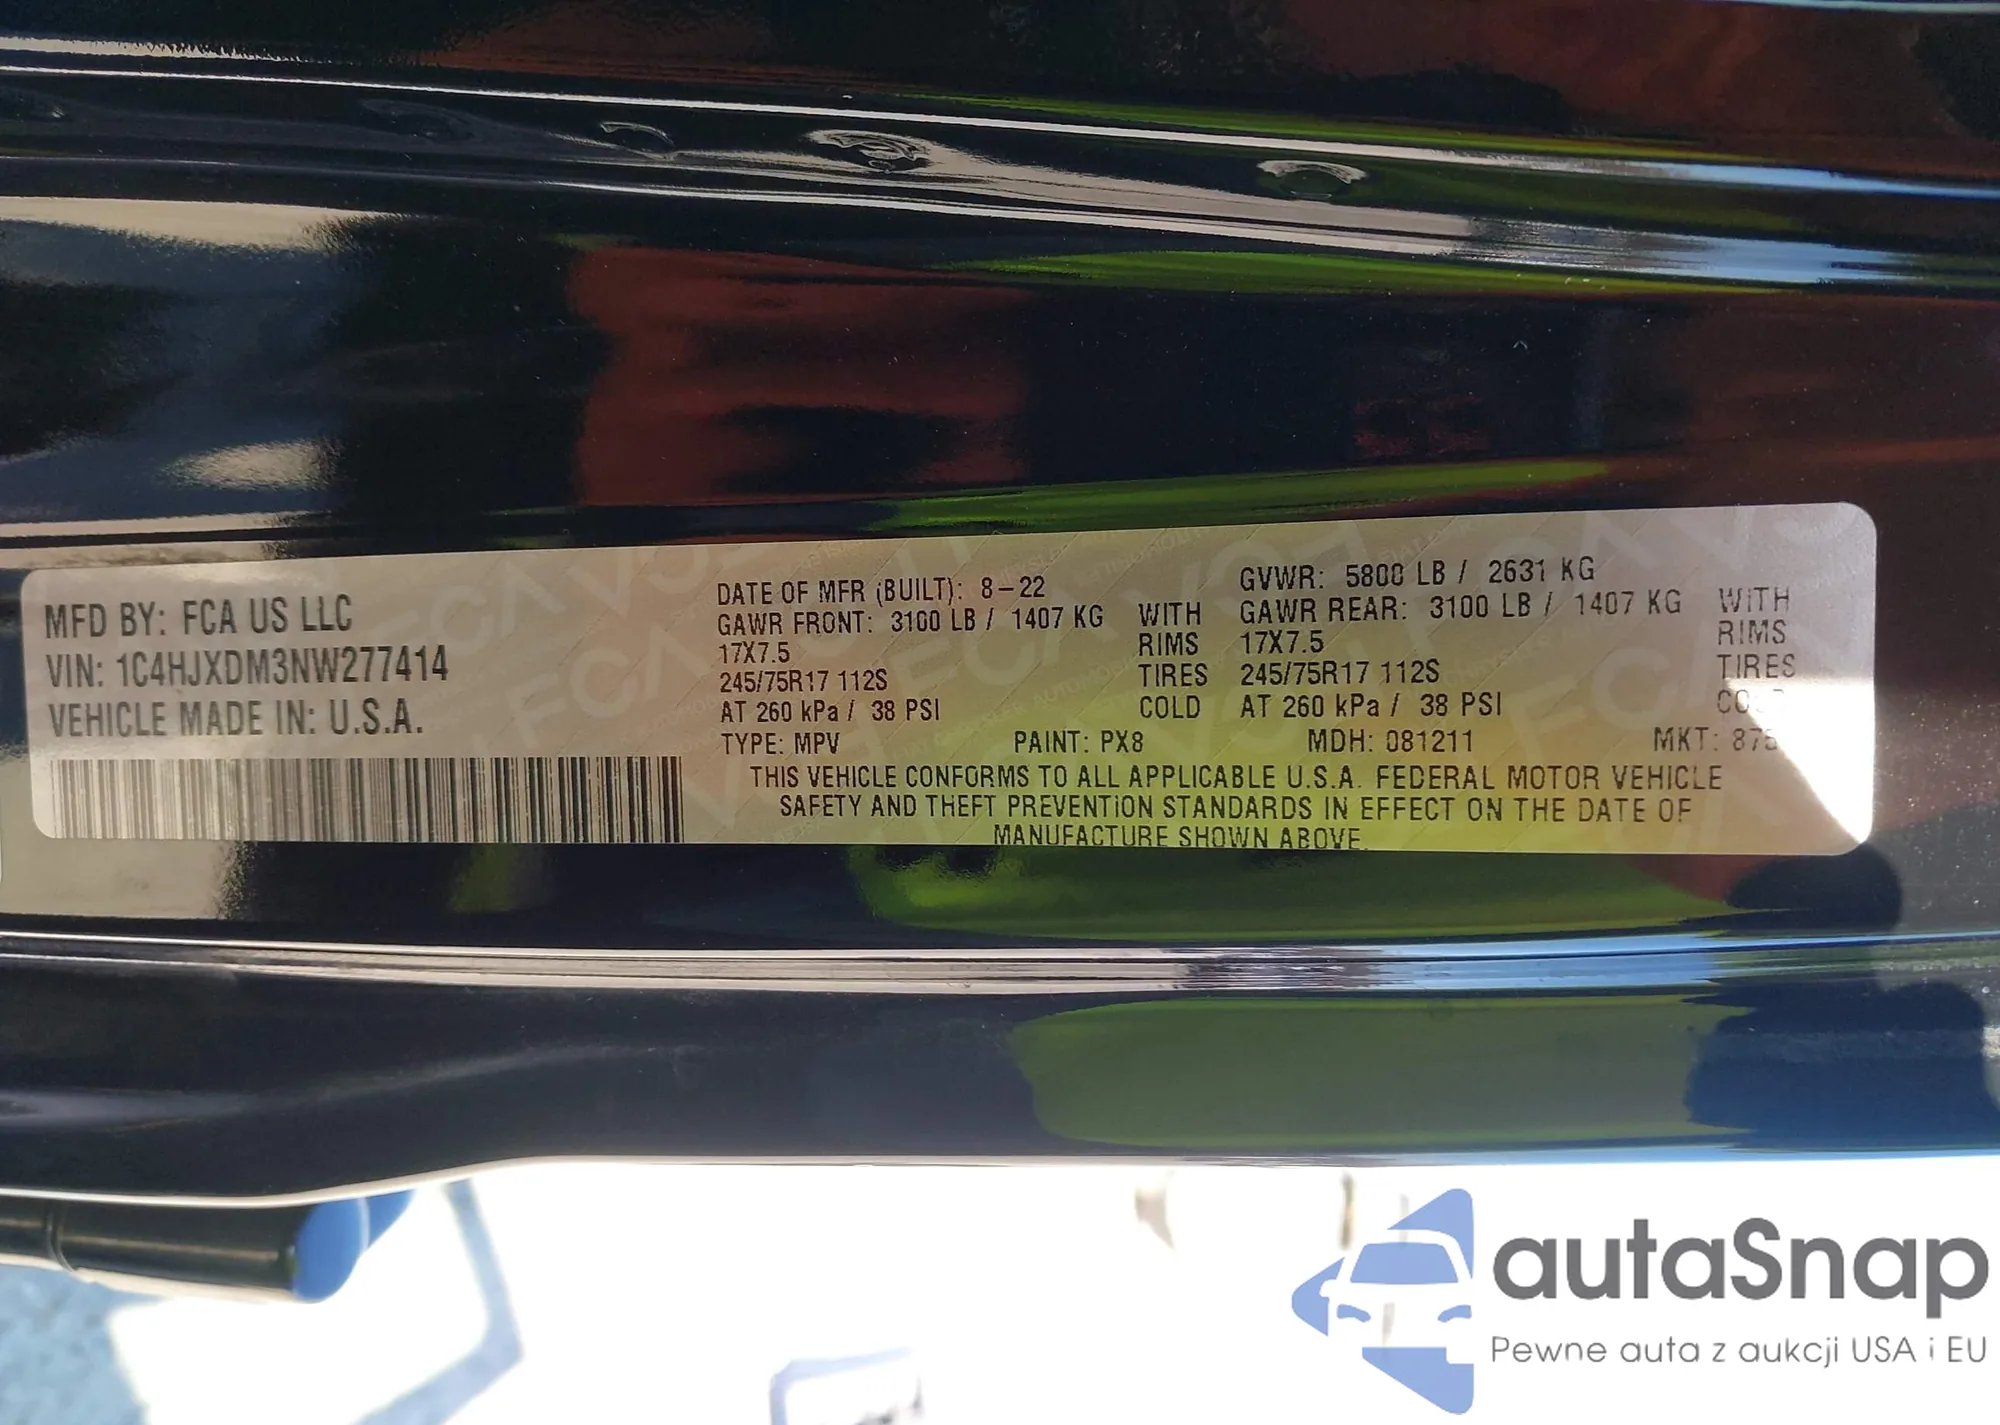 MFD BY: FCA US LLC
VIN: 1C4HJXDM3NW277414
VEHICLE MADE IN: U.S.A.
DATE OF MFR (BUILT): 8-22 GVWR: 5800 LB / 2631 KG
GAWR FRONT: 3100 LB / 1407 KG WITH GAWR REAR: 3100 LB / 1407 KG WITH
17X7.5 RIMS 17X7.5 RIMS
245/75R17 112S TIRES 245/75R17 112S TIRES
AT 260 kPa / 38 PSI COLD AT 260 kPa / 38 PSI
TYPE: MPV PAINT: PX8 MDH: 081211 MKT:
THIS VEHICLE CONFORMS TO ALL APPLICABLE U.S.A. FEDERAL MOTOR VEHICLE
SAFETY AND THEFT PREVENTION STANDARDS IN EFFECT ON THE DATE OF
MANUFACTURE SHOWN ABOVE.
autaSnap
Pewne auta z aukcji USA i EU